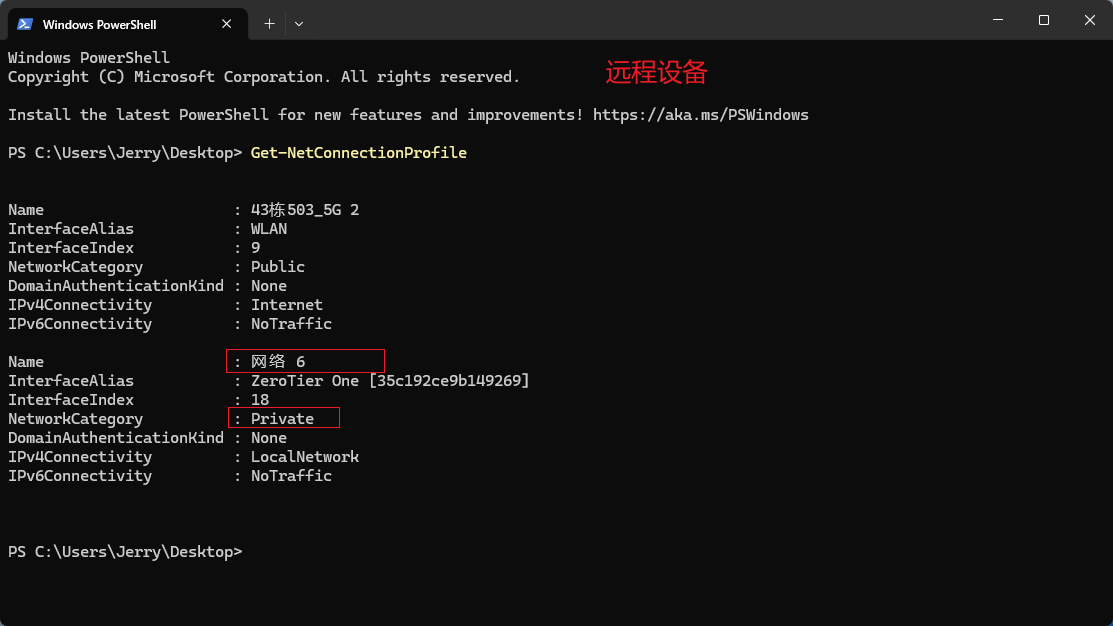 Windows PowerShell
Windows PowerShell
Copyright (C) Microsoft Corporation. All rights reserved.
远程设备
Install the latest PowerShell for new features and improvements! https://aka.ms/PSWindows
PS C:\Users\Jerry\Desktop> Get-NetConnectionProfile
Name : 43栋503_5G 2
InterfaceAlias : WLAN
InterfaceIndex : 9
NetworkCategory : Public
DomainAuthenticationKind : None
IPv4Connectivity : Internet
IPv6Connectivity : NoTraffic
Name : 网络 6
InterfaceAlias : ZeroTier One [35c192ce9b149269]
InterfaceIndex : 18
NetworkCategory : Private
DomainAuthenticationKind : None
IPv4Connectivity : LocalNetwork
IPv6Connectivity : NoTraffic
PS C:\Users\Jerry\Desktop>